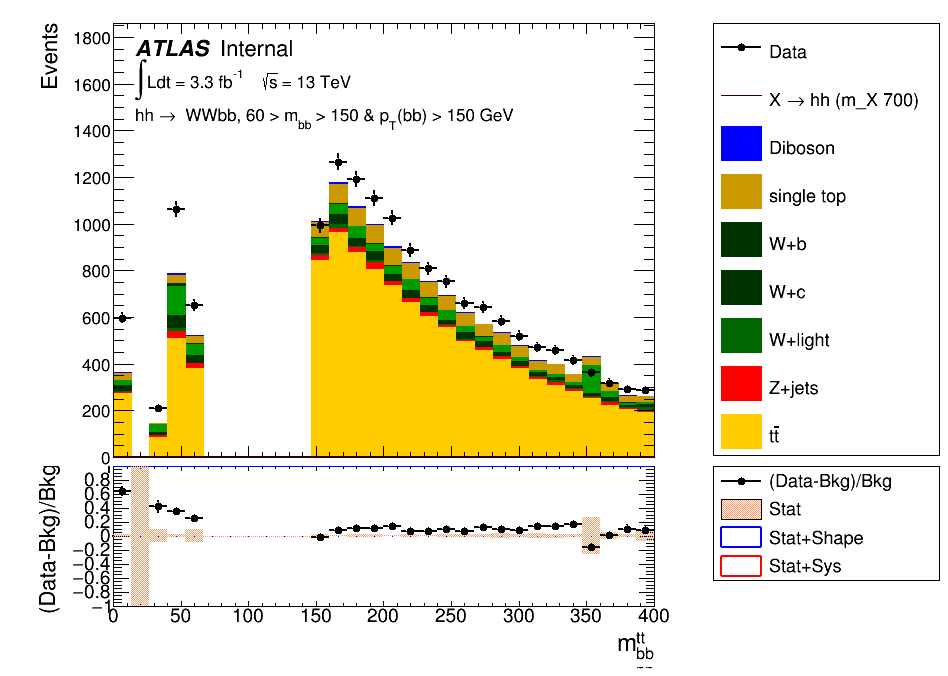 Events
1800
1600
1400
1200
1000
800
600
400
200
0
ATLAS Internal
∫Ldt = 3.3 fb⁻¹ √s = 13 TeV
hh → WWbb, 60 > m_bb > 150 & p_T(bb) > 150 GeV
Data
X → hh (m_X 700)
Diboson
single top
W+b
W+c
W+light
Z+jets
tt̄
(Data-Bkg)/Bkg
0.8
0.6
0.4
0.2
0
−0.2
−0.4
−0.6
−0.8
−1
0 50 100 150 200 250 300 350 400
m^tt_bb
(Data-Bkg)/Bkg
Stat
Stat+Shape
Stat+Sys